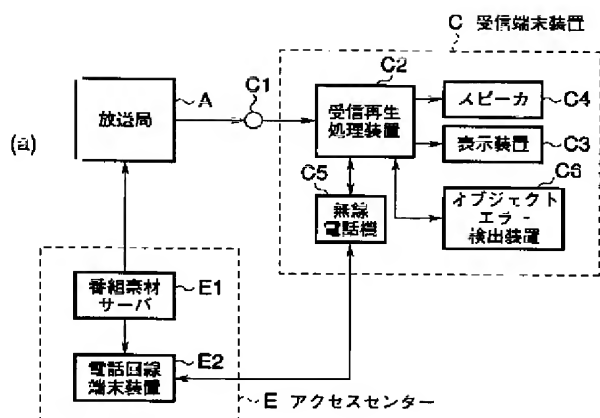 C 受信端末装置
C2
C4
A
C1
受信再生
処理装置
スピーカ
放送局
表示装置
C3
(a)
C5
C6
無線
電話機
オブジェクト
エラー
検出装置
番組素材
サーバ
E1
電話回線
端末装置
E2
E アクセスセンター